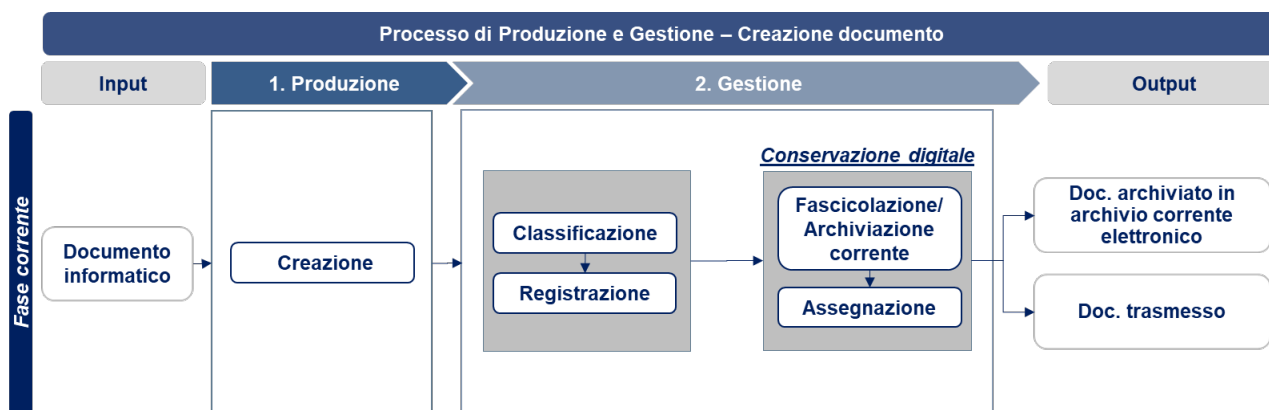 Processo di Produzione e Gestione – Creazione documento
Input
1. Produzione
2. Gestione
Output
Fase corrente
Documento
informatico
Creazione
Classificazione
Registrazione
Conservazione digitale
Fascicolazione/
Archiviazione
corrente
Assegnazione
Doc. archiviato in
archivio corrente
elettronico
Doc. trasmesso